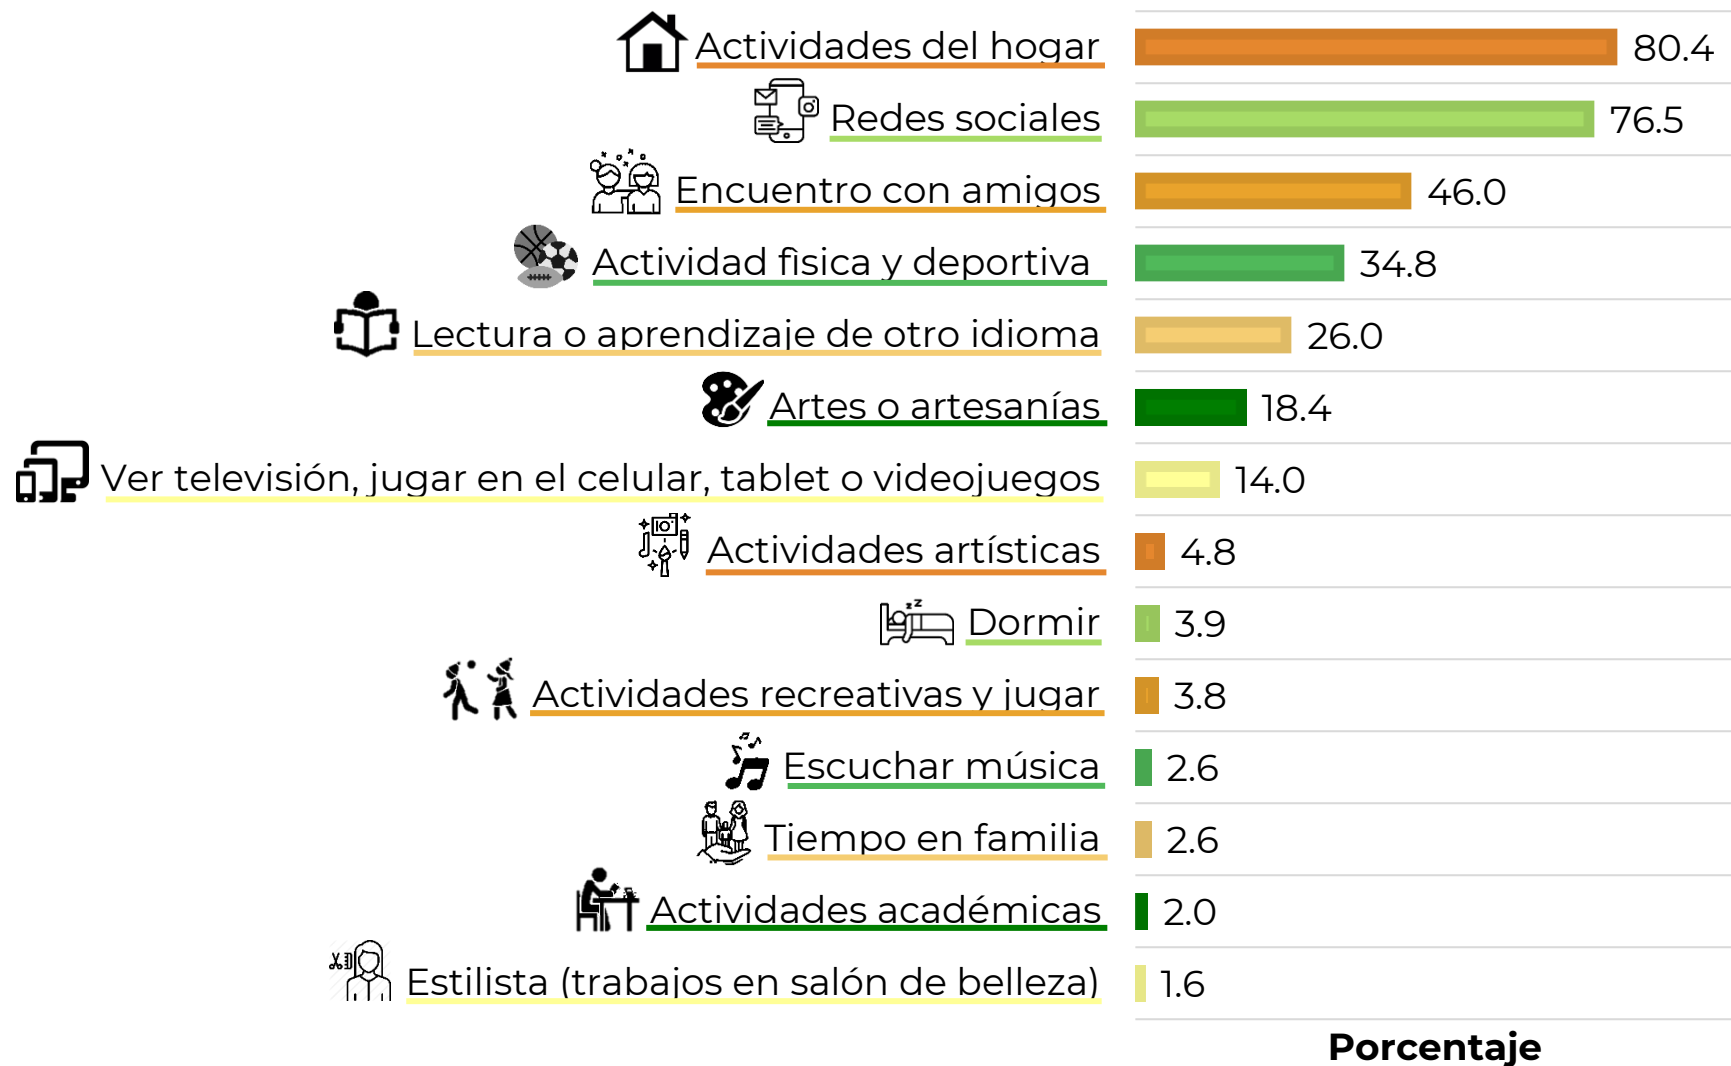 Actividades del hogar 80.4
Redes sociales 76.5
Encuentro con amigos 46.0
Actividad fisica y deportiva 34.8
Lectura o aprendizaje de otro idioma 26.0
Artes o artesanías 18.4
Ver televisión, jugar en el celular, tablet o videojuegos 14.0
Actividades artísticas 4.8
Dormir 3.9
Actividades recreativas y jugar 3.8
Escuchar música 2.6
Tiempo en familia 2.6
Actividades académicas 2.0
Estilista (trabajos en salón de belleza) 1.6
Porcentaje